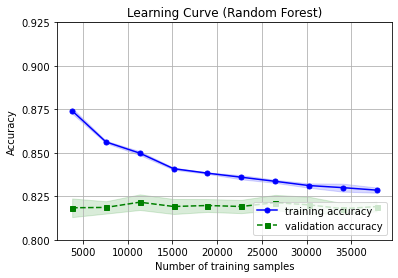 Learning Curve (Random Forest)
0.925
0.900
0.875
0.850
0.825
0.800
Accuracy
training accuracy
validation accuracy
5000 10000 15000 20000 25000 30000 35000
Number of training samples